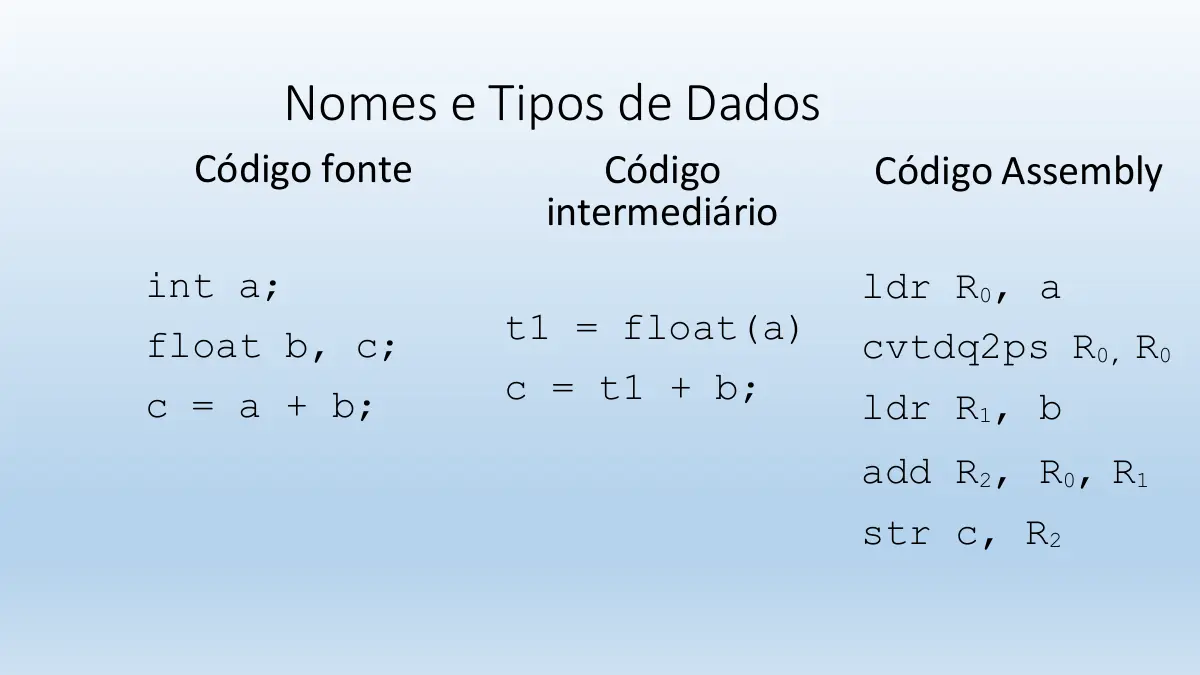 Nomes e Tipos de Dados
Código fonte
int a;
float b, c;
c = a + b;
Código
intermediário
t1 = float(a)
c = t1 + b;
Código Assembly
ldr R0, a
cvtdq2ps R0, R0
ldr R1, b
add R2, R0, R1
str c, R2